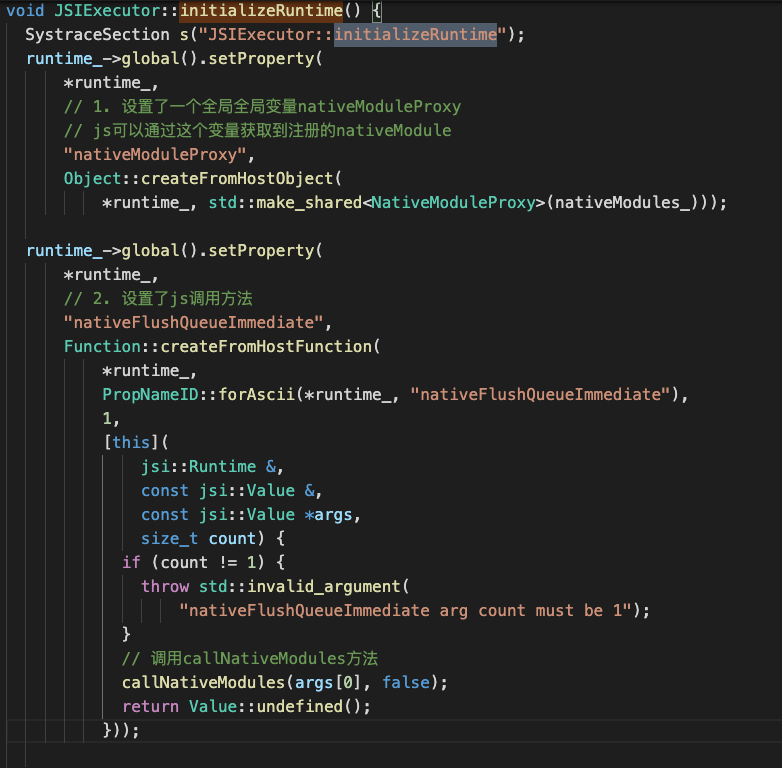 void JSIExecutor::initializeRuntime() {
  SystraceSection s("JSIExecutor::initializeRuntime");
  runtime_->global().setProperty(
      *runtime_,
      // 1. 设置了一个全局全局变量nativeModuleProxy
      // js可以通过这个变量获取到注册的nativeModule
      "nativeModuleProxy",
      Object::createFromHostObject(
          *runtime_, std::make_shared<NativeModuleProxy>(nativeModules_)));
  runtime_->global().setProperty(
      *runtime_,
      // 2. 设置了js调用方法
      "nativeFlushQueueImmediate",
      Function::createFromHostFunction(
          *runtime_,
          PropNameID::forAscii(*runtime_, "nativeFlushQueueImmediate"),
          1,
          [this](
              jsi::Runtime &,
              const jsi::Value &,
              const jsi::Value *args,
              size_t count) {
            if (count != 1) {
              throw std::invalid_argument(
                  "nativeFlushQueueImmediate arg count must be 1");
            }
            // 调用callNativeModules方法
            callNativeModules(args[0], false);
            return Value::undefined();
          }));